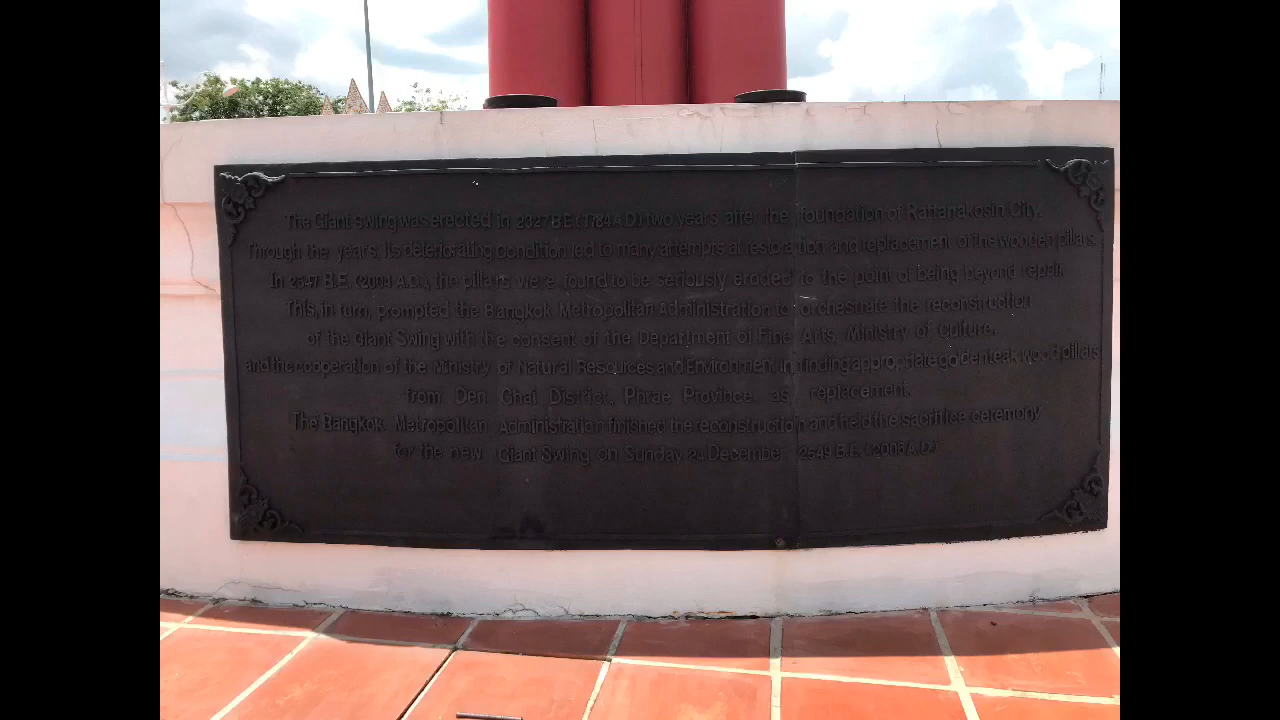 The Giant Swing was erected in 2327 B.E. (1784 A.D.) two years after the foundation of Rattanakosin City.
Through the years, its deteriorating condition led to many attempts at restoration and replacement of the wooden pillars.
In 2547 B.E. (2004 A.D.), the pillars were found to be seriously eroded to the point of being beyond repair.
This, in turn, prompted the Bangkok Metropolitan Administration to orchestrate the reconstruction
of the Giant Swing with the consent of the Department of Fine Arts, Ministry of Culture,
and the cooperation of the Ministry of Natural Resources and Environment in finding appropriate golden teak wood pillars
from Den Chai District, Phrae Province as replacement.
The Bangkok Metropolitan Administration finished the reconstruction and held the sacrifice ceremony
for the new Giant Swing on Sunday December 2549 B.E. (2006 A.D.)